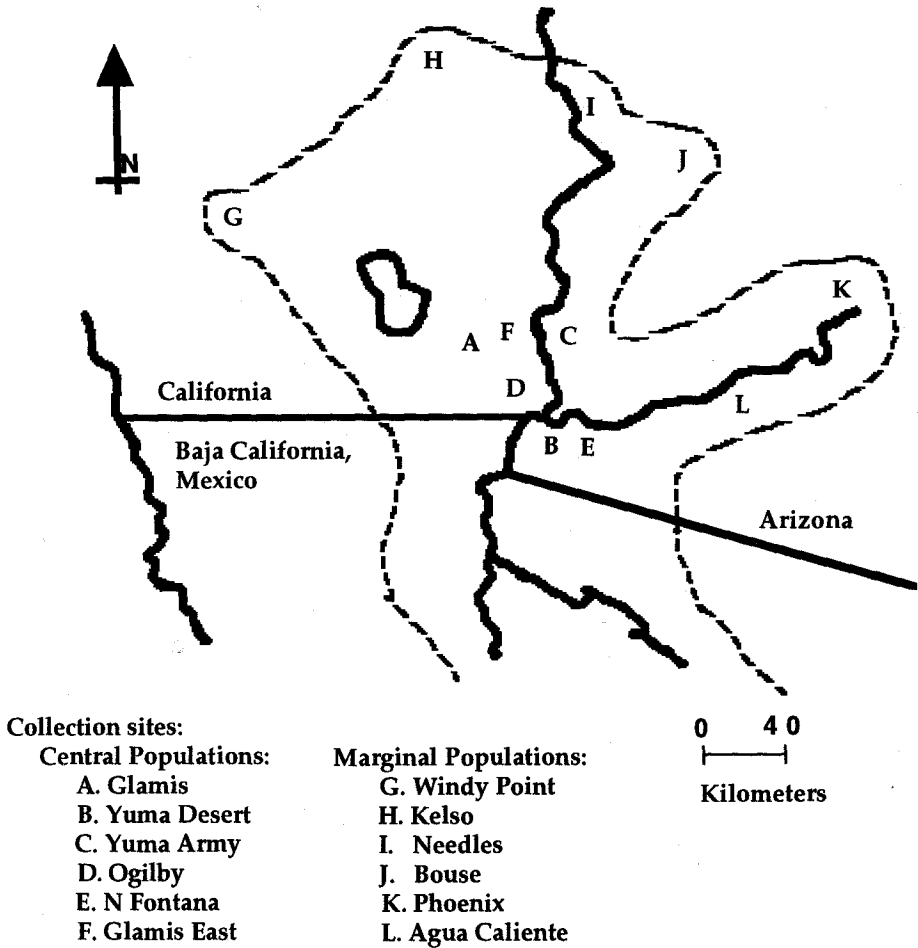 H
I
N
J
G
K
F
C
A
D
California
L
B E
Baja California,
Mexico
Arizona
Collection sites:
Central Populations:
A. Glamis
B. Yuma Desert
C. Yuma Army
D. Ogilby
E. N Fontana
F. Glamis East
Marginal Populations:
G. Windy Point
H. Kelso
I. Needles
J. Bouse
K. Phoenix
L. Agua Caliente
0 40
Kilometers